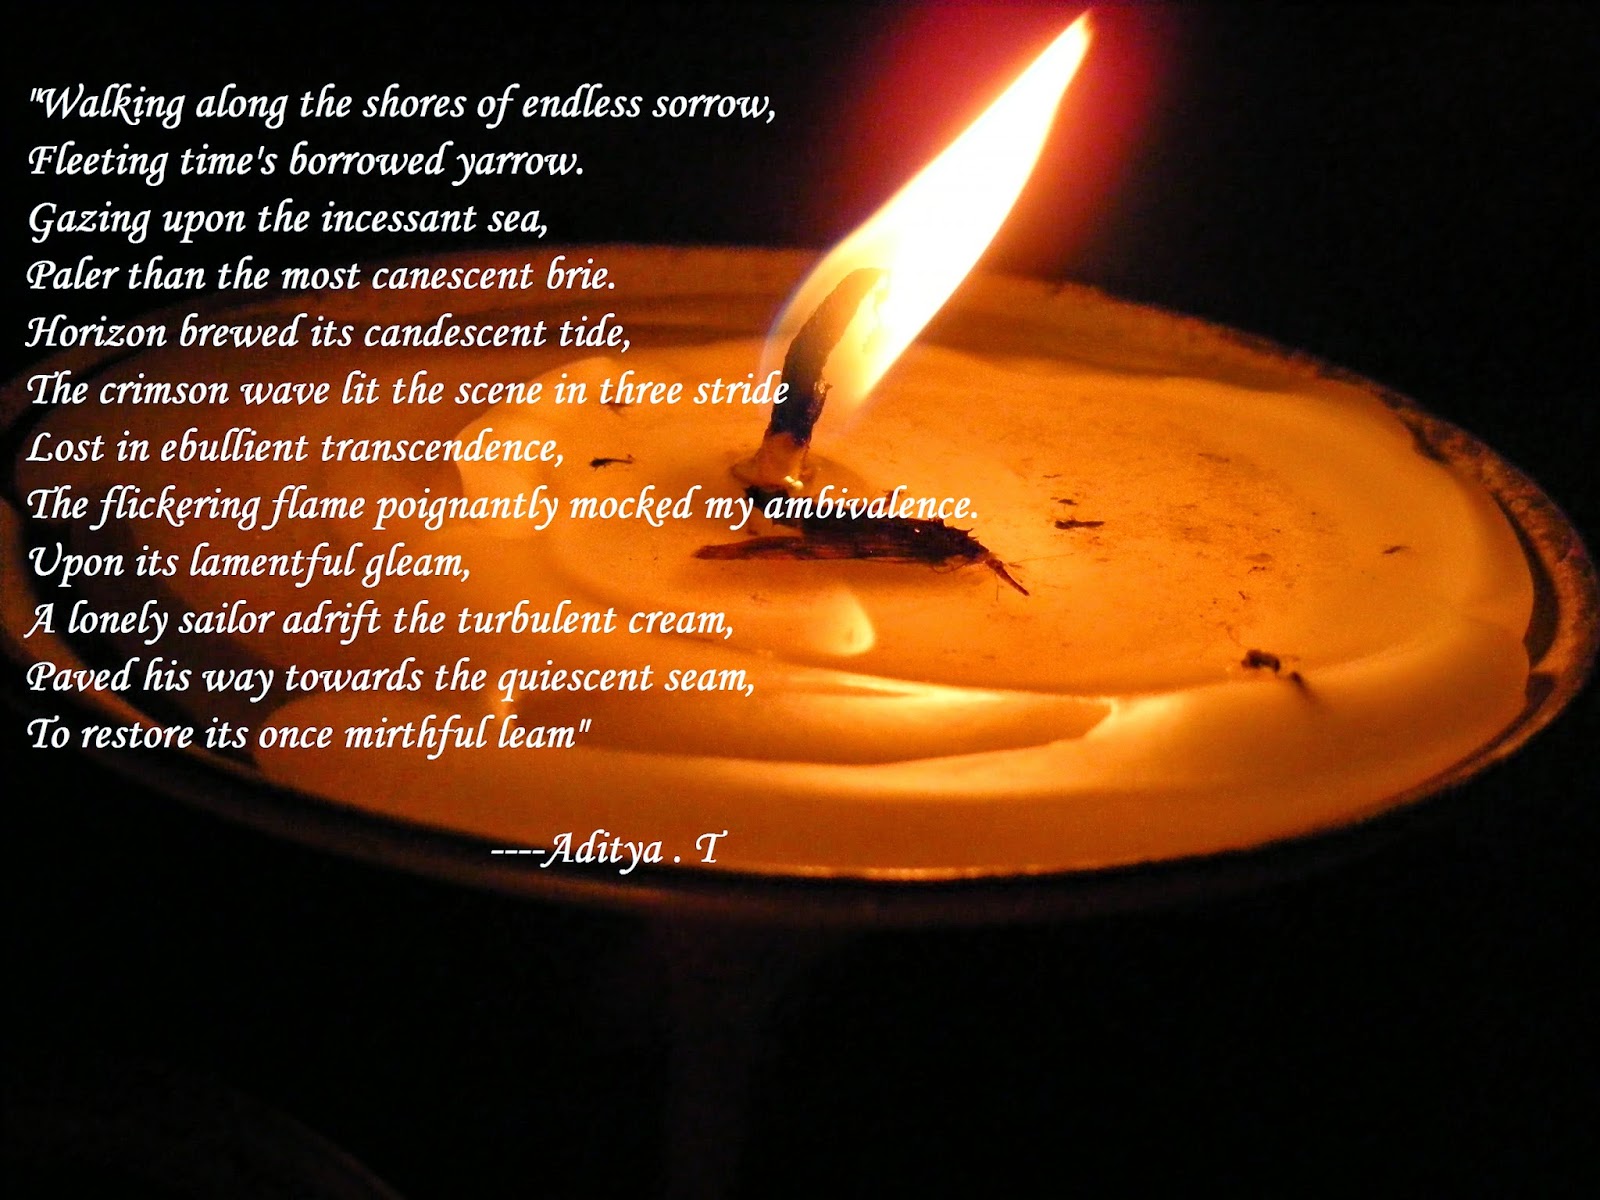 "Walking along the shores of endless sorrow,
Fleeting time's borrowed yarrow.
Gazing upon the incessant sea,
Paler than the most canescent brie.
Horizon brewed its candescent tide,
The crimson wave lit the scene in three stride
Lost in ebullient transcendence,
The flickering flame poignantly mocked my ambivalence.
Upon its lamentful gleam,
A lonely sailor adrift the turbulent cream,
Paved his way towards the quiescent seam,
To restore its once mirthful leam"
----Aditya . T